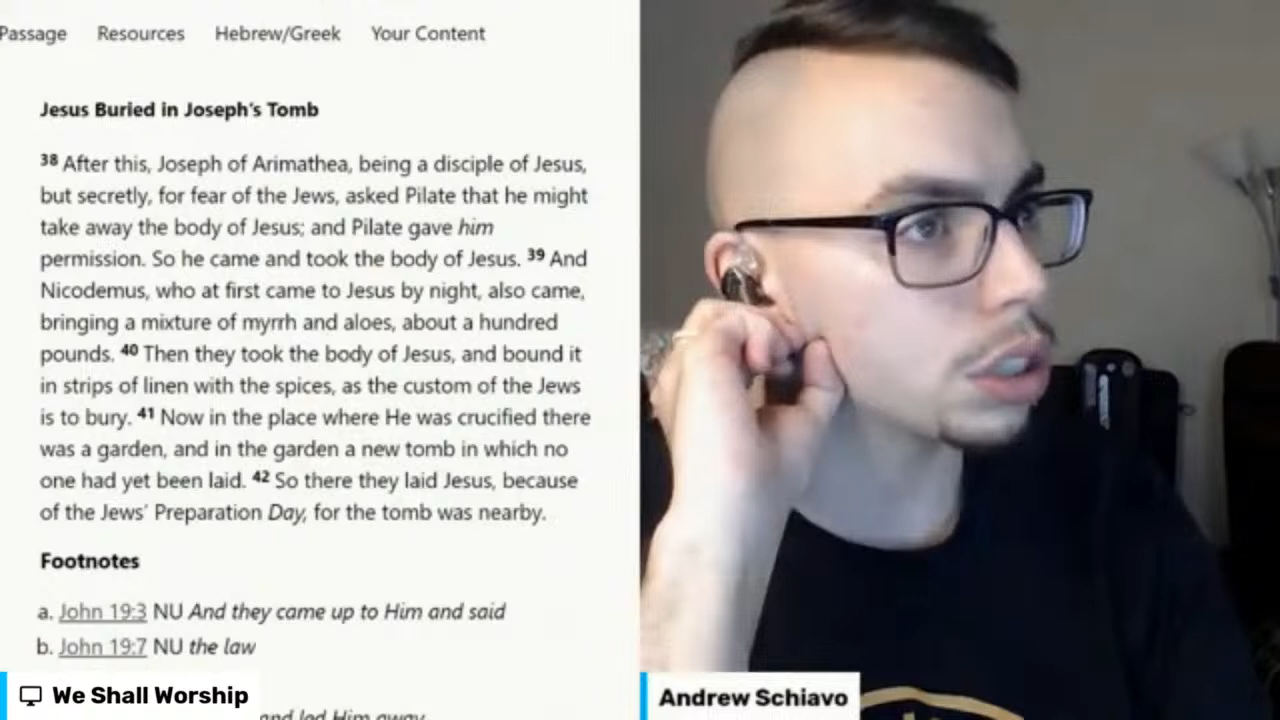 Passage Resources Hebrew/Greek Your Content
Jesus Buried in Joseph's Tomb
38 After this, Joseph of Arimathea, being a disciple of Jesus,
but secretly, for fear of the Jews, asked Pilate that he might
take away the body of Jesus; and Pilate gave him
permission. So he came and took the body of Jesus. 39 And
Nicodemus, who at first came to Jesus by night, also came,
bringing a mixture of myrrh and aloes, about a hundred
pounds. 40 Then they took the body of Jesus, and bound it
in strips of linen with the spices, as the custom of the Jews
is to bury. 41 Now in the place where He was crucified there
was a garden, and in the garden a new tomb in which no
one had yet been laid. 42 So there they laid Jesus, because
of the Jews' Preparation Day, for the tomb was nearby.
Footnotes
a. John 19:3 NU And they came up to Him and said
b. John 19:7 NU the law
and led Him away
We Shall Worship
Andrew Schiavo